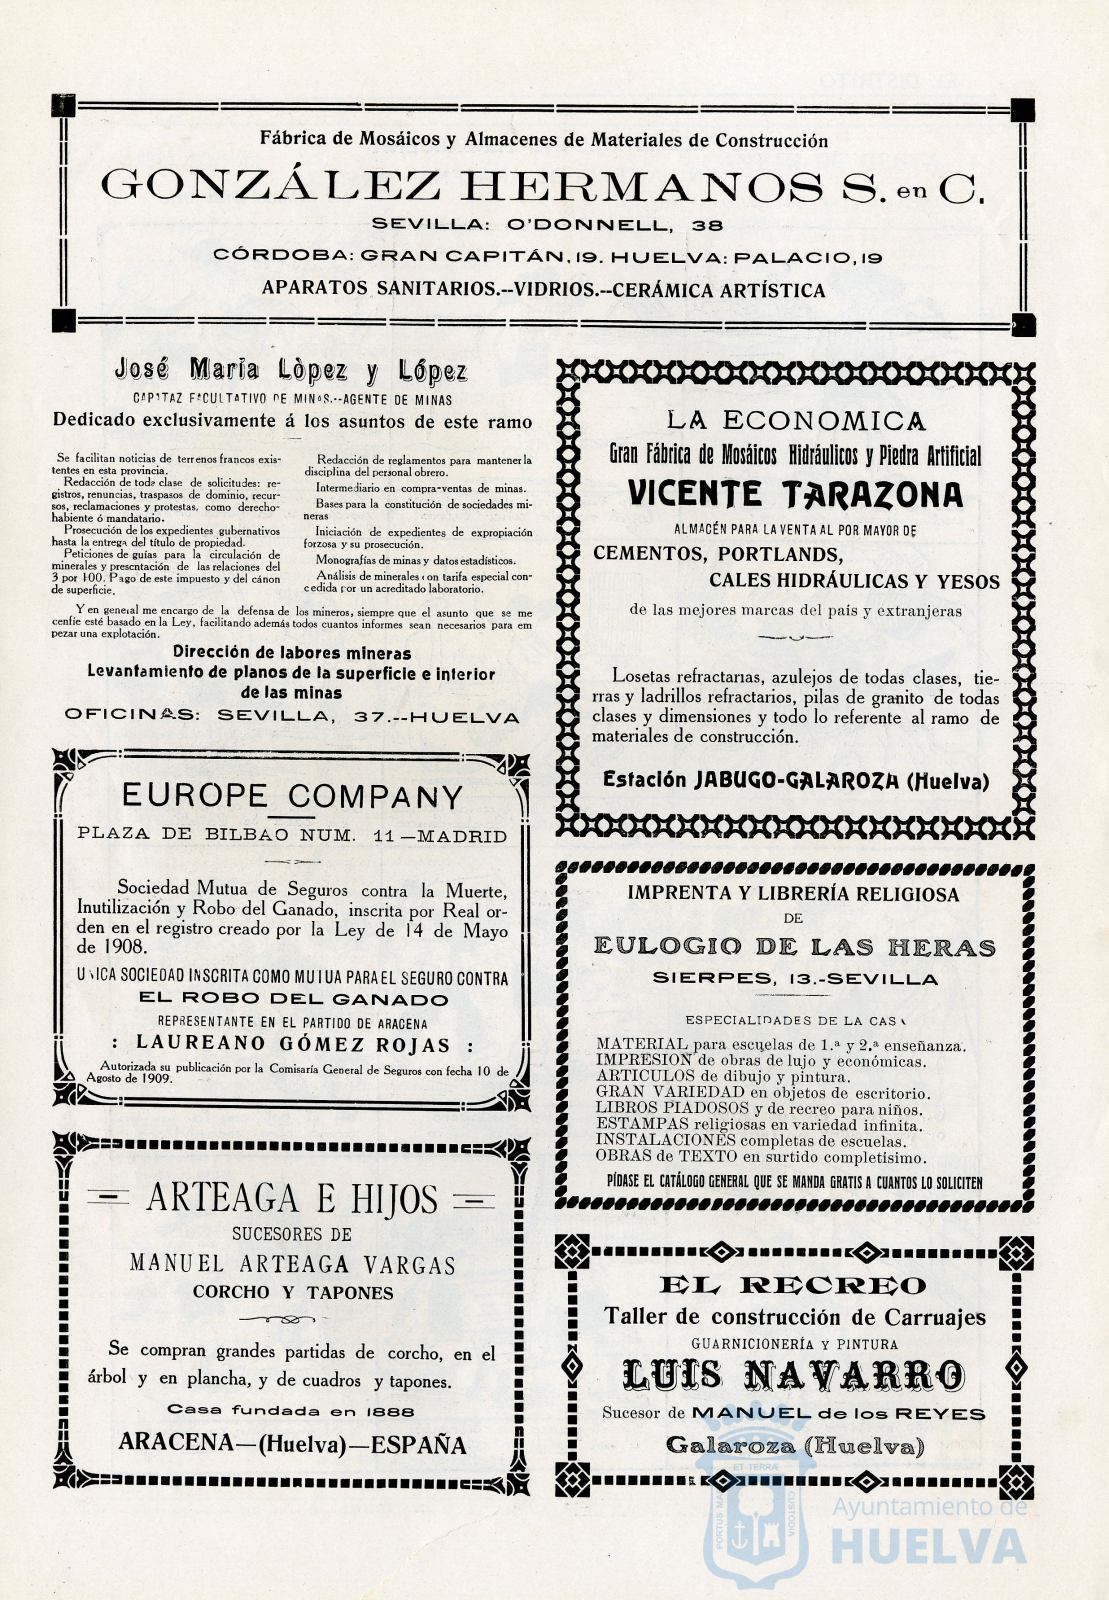 Fábrica de Mosáicos y Almacenes de Materiales de Construcción
GONZÁLEZ HERMANOS S. en C.
SEVILLA: O'DONNELL, 38
CÓRDOBA: GRAN CAPITÁN, 19. HUELVA: PALACIO, 19
APARATOS SANITARIOS.--VIDRIOS.--CERÁMICA ARTÍSTICA
José María Lòpez y López
CAPITAZ FACULTATIVO DE MINAS.--AGENTE DE MINAS
Dedicado exclusivamente á los asuntos de este ramo
Se facilitan noticias de terrenos francos exis-
tentes en esta provincia.
Redacción de toda clase de solicitudes: re-
gistros, renuncias, traspasos de dominio, recur-
sos, reclamaciones y protestas, como derecho-
habiente ó mandatario.
Prosecución de los expedientes gubernativos
hasta la entrega del título de propiedad.
Peticiones de guías para la circulación de
minerales y presentación de las relaciones del
3 por 100. Pago de este impuesto y del cánon
de superficie.
Redacción de reglamentos para mantener la
disciplina del personal obrero.
Intermediario en compra-ventas de minas.
Bases para la constitución de sociedades mi-
neras
Iniciación de expedientes de expropiación
forzosa y su prosecución.
Monografías de minas y datos estadísticos.
Análisis de minerales con tarifa especial con-
cedida por un acreditado laboratorio.
Y en general me encargo de la defensa de los mineros, siempre que el asunto que se me
cenfíe esté basado en la Ley, facilitando además todos cuantos informes sean necesarios para em
pezar una explotación.
Dirección de labores mineras
Levantamiento de planos de la superficie e interior
de las minas
OFICINAS: SEVILLA, 37.--HUELVA
LA ECONOMICA
Gran Fábrica de Mosáicos Hidráulicos y Piedra Artificial
VICENTE TARAZONA
ALMACÉN PARA LA VENTA AL POR MAYOR DE
CEMENTOS, PORTLANDS,
CALES HIDRÁULICAS Y YESOS
de las mejores marcas del país y extranjeras
Losetas refractarias, azulejos de todas clases, tie-
rras y ladrillos refractarios, pilas de granito de todas
clases y dimensiones y todo lo referente al ramo de
materiales de construcción.
Estación JABUGO-GALAROZA (Huelva)
EUROPE COMPANY
PLAZA DE BILBAO NUM. 11—MADRID
Sociedad Mutua de Seguros contra la Muerte,
Inutilización y Robo del Ganado, inscrita por Real or-
den en el registro creado por la Ley de 14 de Mayo
de 1908.
UNICA SOCIEDAD INSCRITA COMO MUTUA PARA EL SEGURO CONTRA
EL ROBO DEL GANADO
REPRESENTANTE EN EL PARTIDO DE ARACENA
: LAUREANO GÓMEZ ROJAS :
Autorizada su publicación por la Comisaría General de Seguros con fecha 10 de
Agosto de 1909.
IMPRENTA Y LIBRERÍA RELIGIOSA
DE
EULOGIO DE LAS HERAS
SIERPES, 13.-SEVILLA
ESPECIALIDADES DE LA CASA
MATERIAL para escuelas de 1.ª y 2.ª enseñanza.
IMPRESION de obras de lujo y económicas.
ARTICULOS de dibujo y pintura.
GRAN VARIEDAD en objetos de escritorio.
LIBROS PIADOSOS y de recreo para niños.
ESTAMPAS religiosas en variedad infinita.
INSTALACIONES completas de escuelas.
OBRAS de TEXTO en surtido completísimo.
PÍDASE EL CATÁLOGO GENERAL QUE SE MANDA GRATIS A CUANTOS LO SOLICITEN
ARTEAGA E HIJOS
SUCESORES DE
MANUEL ARTEAGA VARGAS
CORCHO Y TAPONES
Se compran grandes partidas de corcho, en el
árbol y en plancha, y de cuadros y tapones.
Casa fundada en 1888
ARACENA—(Huelva)—ESPAÑA
EL RECREO
Taller de construcción de Carruajes
GUARNICIONERÍA Y PINTURA
LUIS NAVARRO
Sucesor de MANUEL de los REYES
Galaroza (Huelva)
PORTUS MA
ET TERRÆ
CUSTODIA
Ayuntamiento de
HUELVA